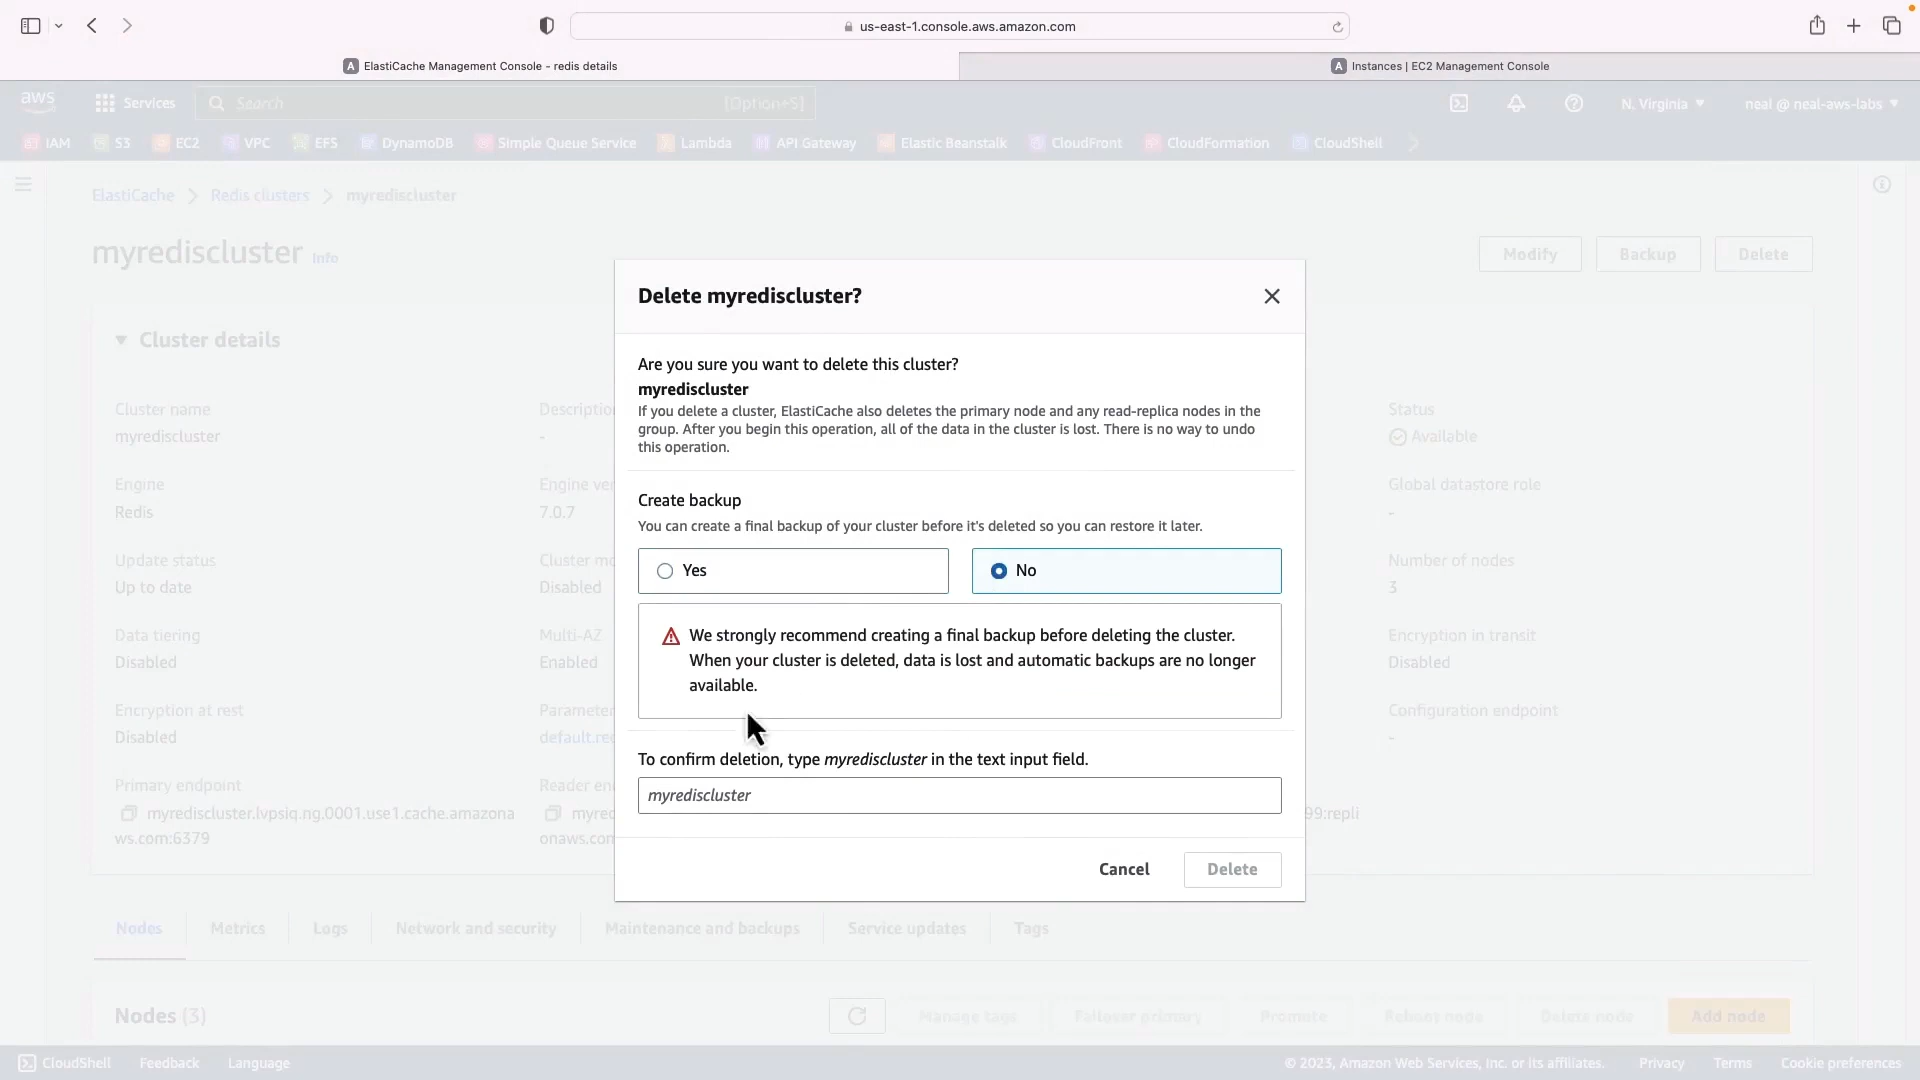 us-east-1.console.aws.amazon.com
A ElastiCache Management Console - redis details
A Instances | EC2 Management Console
aws
Services
Search
[Option+S]
N. Virginia
neal @ neal-aws-labs
IAM
S3
EC2
VPC
EFS
DynamoDB
Simple Queue Service
Lambda
API Gateway
Elastic Beanstalk
CloudFront
CloudFormation
CloudShell
ElastiCache > Redis clusters > myrediscluster
myrediscluster Info
Modify
Backup
Delete
Delete myrediscluster?
Are you sure you want to delete this cluster?
myrediscluster
If you delete a cluster, ElastiCache also deletes the primary node and any read-replica nodes in the
group. After you begin this operation, all of the data in the cluster is lost. There is no way to undo
this operation.
Create backup
You can create a final backup of your cluster before it's deleted so you can restore it later.
Yes
No
We strongly recommend creating a final backup before deleting the cluster.
When your cluster is deleted, data is lost and automatic backups are no longer
available.
To confirm deletion, type myrediscluster in the text input field.
myrediscluster
Cancel
Delete
Cluster details
Cluster name
myrediscluster
Descriptio
-
Status
Available
Engine
Redis
Engine ver
7.0.7
Global datastore role
-
Update status
Up to date
Cluster mo
Disabled
Number of nodes
3
Data tiering
Disabled
Multi-AZ
Enabled
Encryption in transit
Disabled
Encryption at rest
Disabled
Parameter
default.red
Configuration endpoint
-
Primary endpoint
myrediscluster.lvpsiq.ng.0001.use1.cache.amazona
ws.com:6379
Reader en
myred
onaws.com
99:repli
Nodes
Metrics
Logs
Network and security
Maintenance and backups
Service updates
Tags
Nodes (3)
Manage tags
Failover primary
Promote
Reboot node
Delete node
Add node
CloudShell
Feedback
Language
© 2023, Amazon Web Services, Inc. or its affiliates.
Privacy
Terms
Cookie preferences